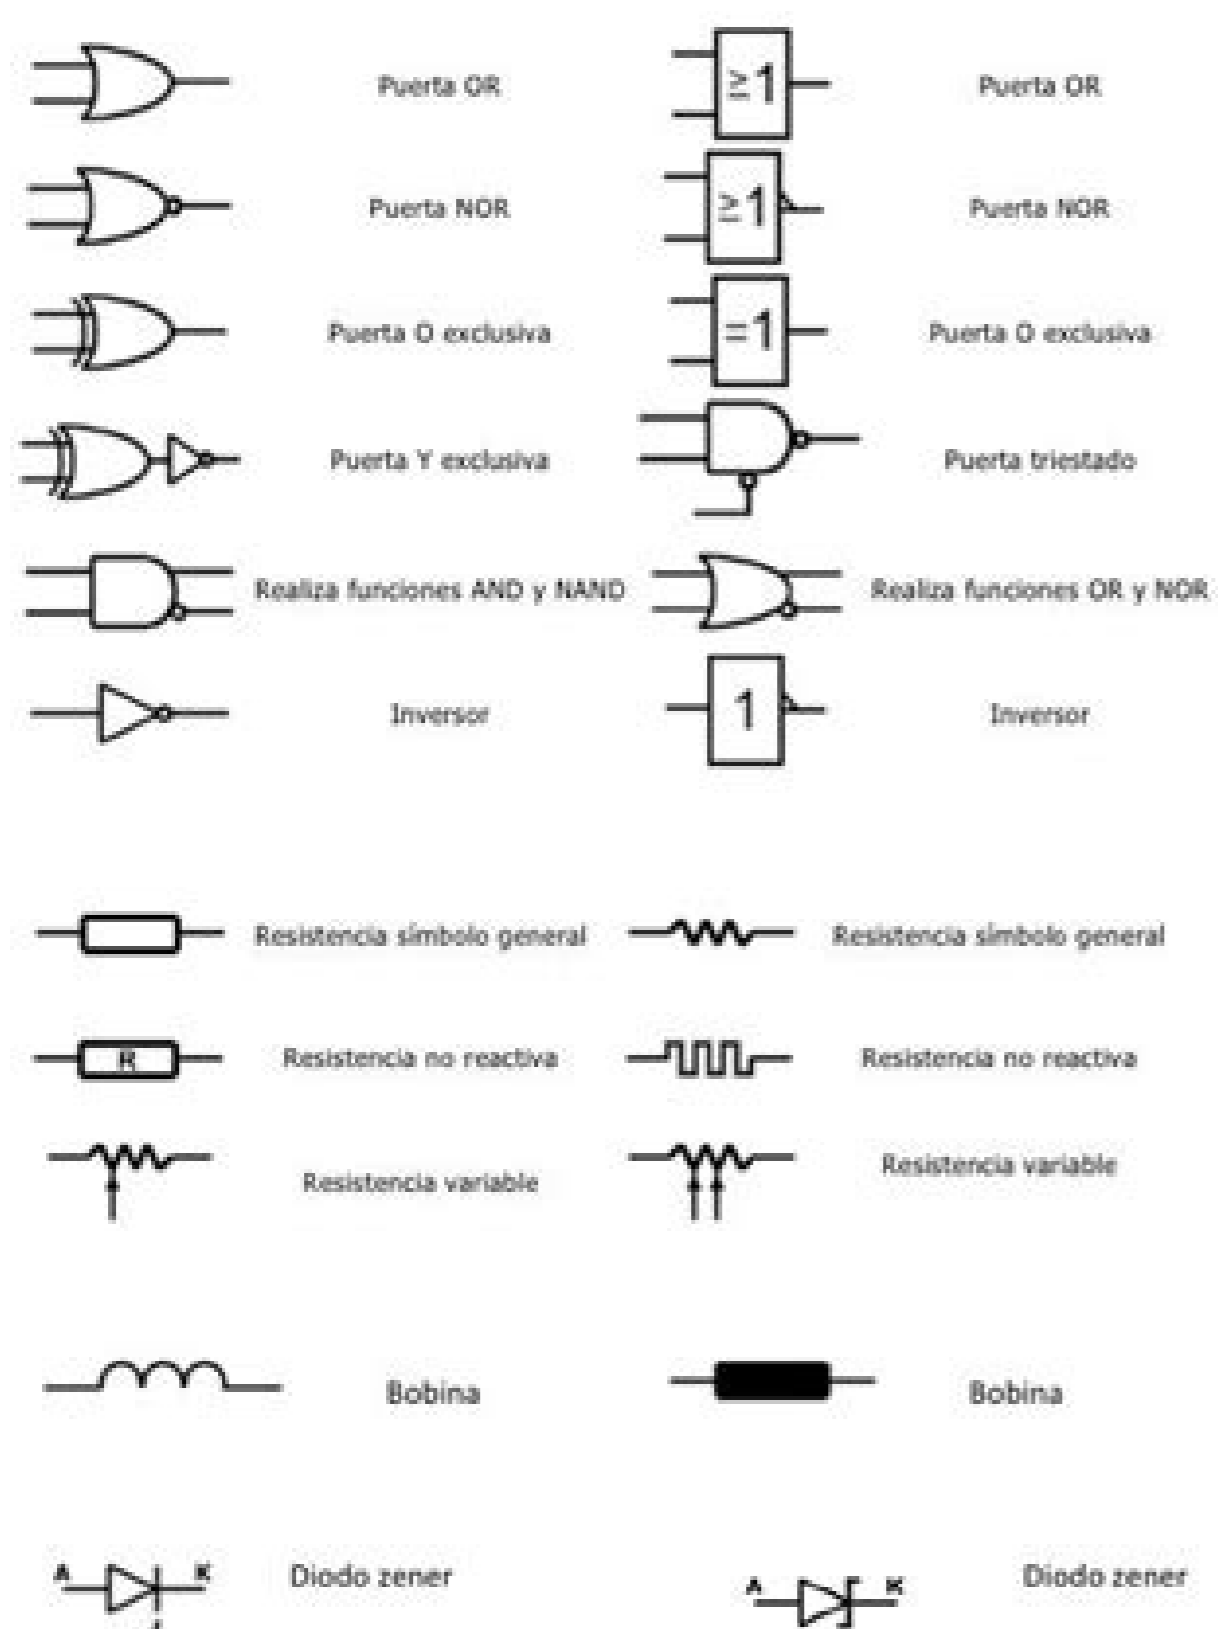 Puerta OR ≥1 Puerta OR
Puerta NOR ≥1 Puerta NOR
Puerta O exclusiva =1 Puerta O exclusiva
Puerta Y exclusiva Puerta triestado
Realiza funciones AND y NAND Realiza funciones OR y NOR
Inversor 1 Inversor
Resistencia símbolo general Resistencia símbolo general
R Resistencia no reactiva Resistencia no reactiva
Resistencia variable Resistencia variable
Bobina Bobina
A K Diodo zener A K Diodo zener